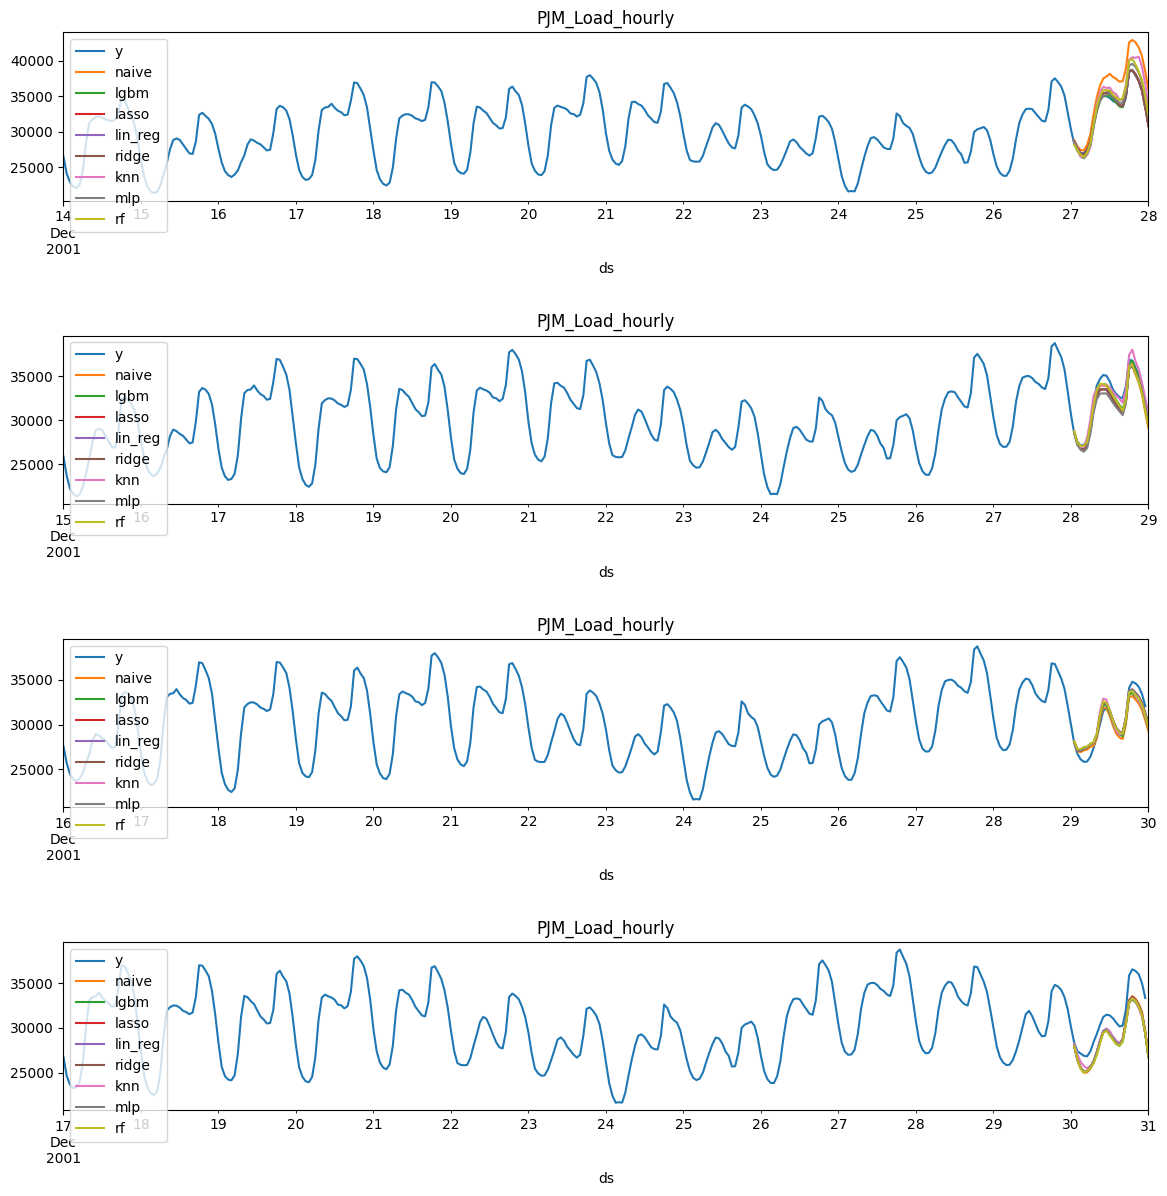 PJM_Load_hourly
40000
35000
30000
25000
y
naive
lgbm
lasso
lin_reg
ridge
knn
mlp
rf
14 15 16 17 18 19 20 21 22 23 24 25 26 27 28
Dec
2001
ds
PJM_Load_hourly
35000
30000
25000
y
naive
lgbm
lasso
lin_reg
ridge
knn
mlp
rf
15 16 17 18 19 20 21 22 23 24 25 26 27 28 29
Dec
2001
ds
PJM_Load_hourly
35000
30000
25000
y
naive
lgbm
lasso
lin_reg
ridge
knn
mlp
rf
16 17 18 19 20 21 22 23 24 25 26 27 28 29 30
Dec
2001
ds
PJM_Load_hourly
35000
30000
25000
y
naive
lgbm
lasso
lin_reg
ridge
knn
mlp
rf
17 18 19 20 21 22 23 24 25 26 27 28 29 30 31
Dec
2001
ds